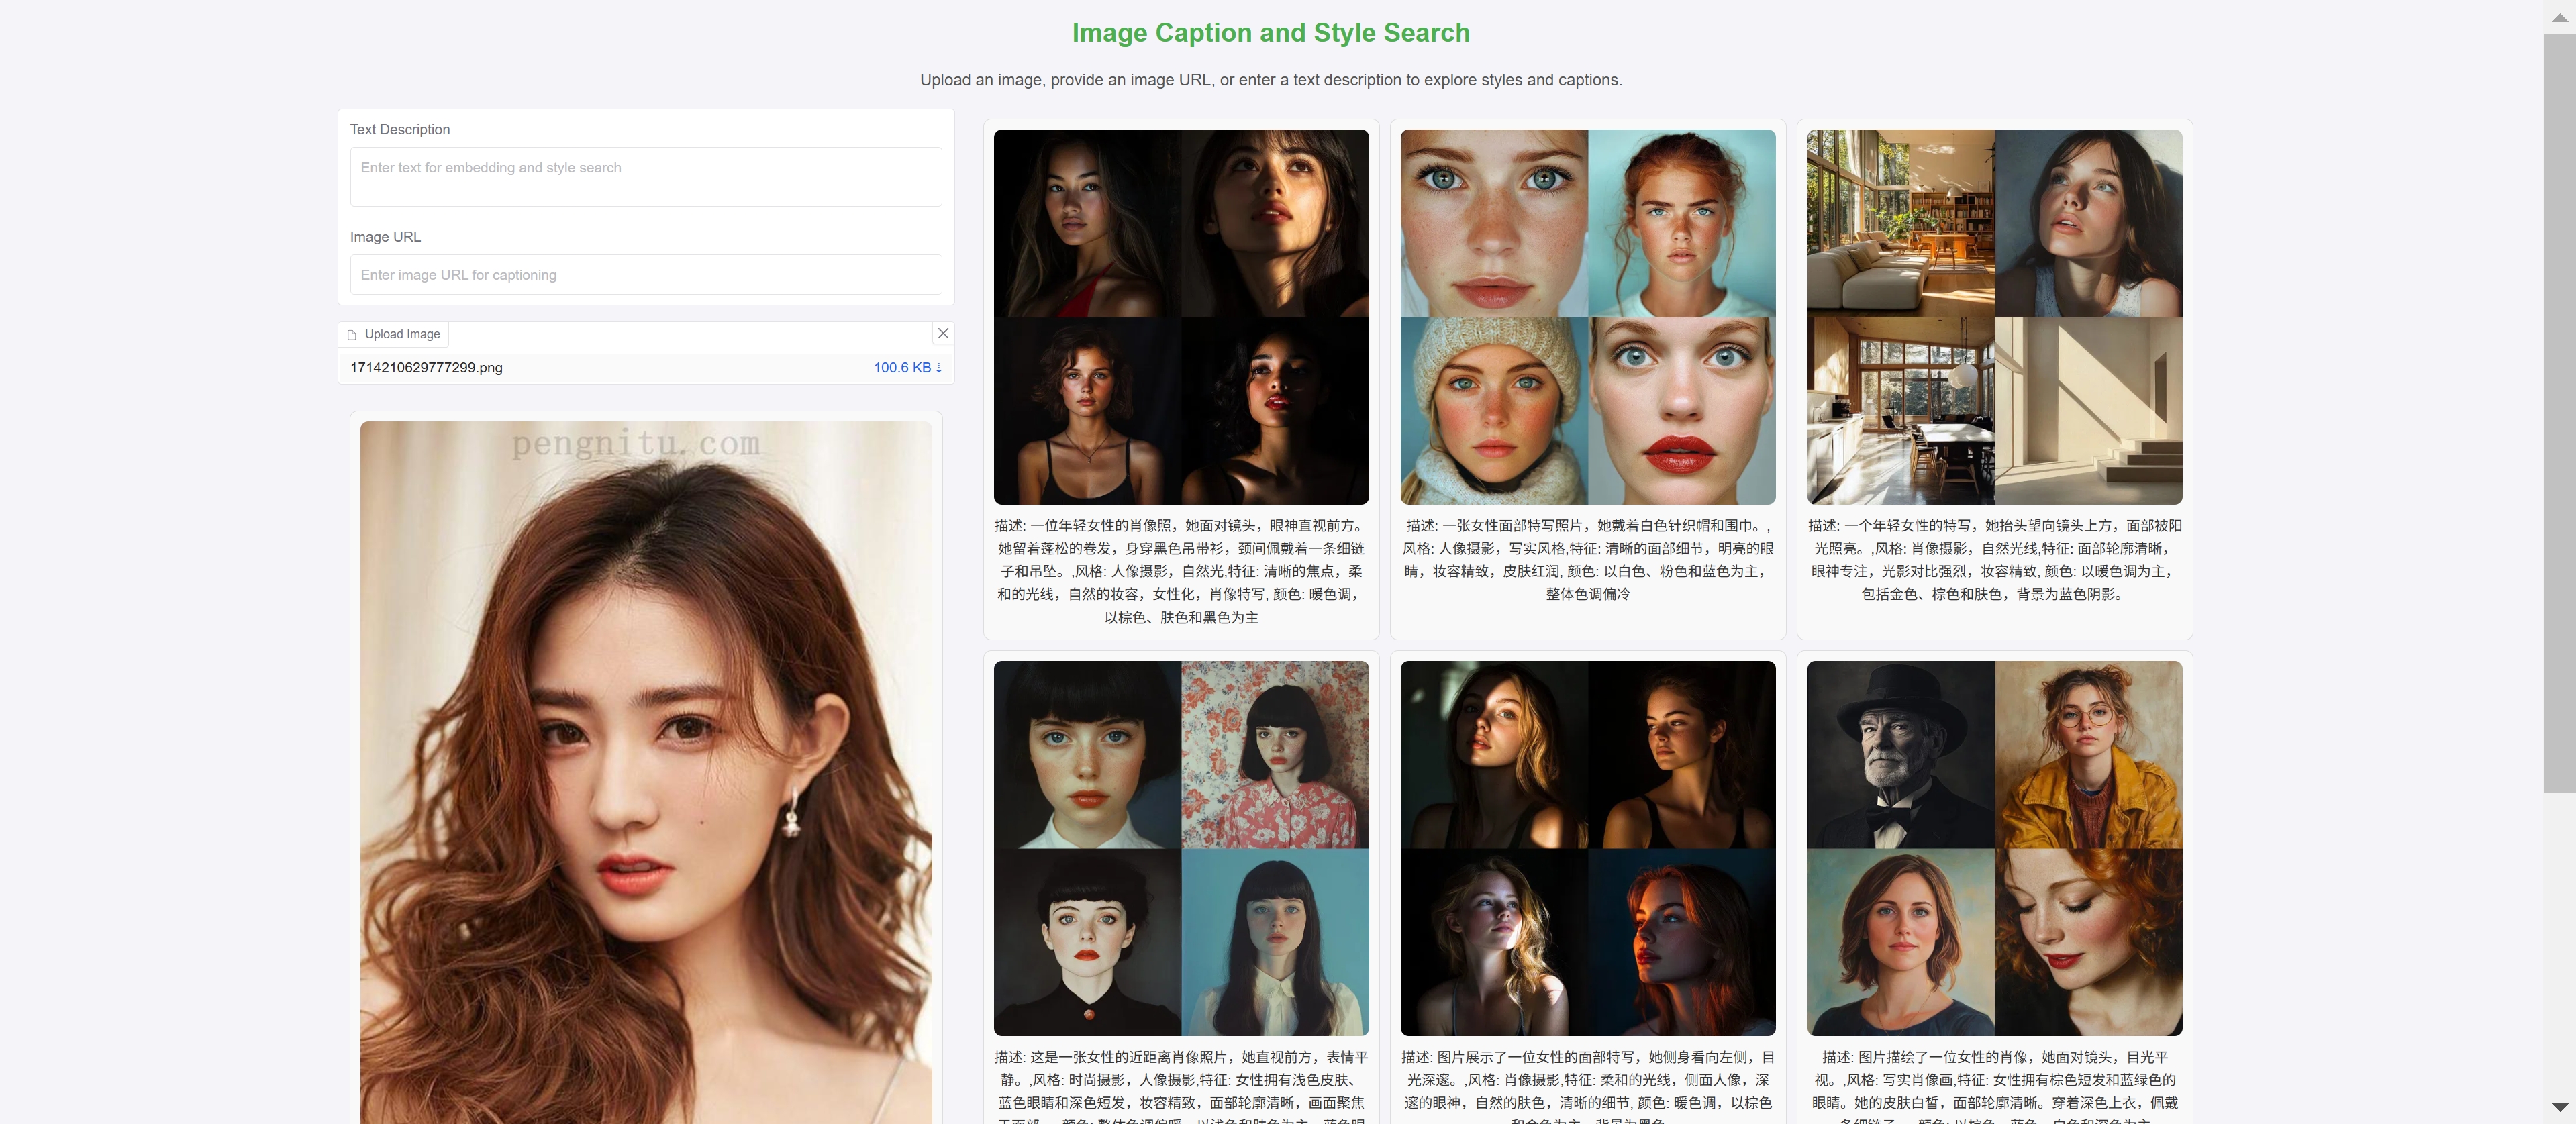 Image Caption and Style Search
Upload an image, provide an image URL, or enter a text description to explore styles and captions.
Text Description
Enter text for embedding and style search
Image URL
Enter image URL for captioning
Upload Image
1714210629777299.png
100.6 KB ↓
pengnitu.com
描述: 一位年轻女性的肖像照，她面对镜头，眼神直视前方。
她留着蓬松的卷发，身穿黑色吊带衫，颈间佩戴着一条细链
子和吊坠。,风格: 人像摄影，自然光,特征: 清晰的焦点，柔
和的光线，自然的妆容，女性化，肖像特写, 颜色: 暖色调，
以棕色、肤色和黑色为主
描述: 一张女性面部特写照片，她戴着白色针织帽和围巾。,
风格: 人像摄影，写实风格,特征: 清晰的面部细节，明亮的眼
睛，妆容精致，皮肤红润, 颜色: 以白色、粉色和蓝色为主，
整体色调偏冷
描述: 一个年轻女性的特写，她抬头望向镜头上方，面部被阳
光照亮。,风格: 肖像摄影，自然光线,特征: 面部轮廓清晰，
眼神专注，光影对比强烈，妆容精致, 颜色: 以暖色调为主，
包括金色、棕色和肤色，背景为蓝色阴影。
描述: 这是一张女性的近距离肖像照片，她直视前方，表情平
静。,风格: 时尚摄影，人像摄影,特征: 女性拥有浅色皮肤、
蓝色眼睛和深色短发，妆容精致，面部轮廓清晰，画面聚焦
描述: 图片展示了一位女性的面部特写，她侧身看向左侧，目
光深邃。,风格: 肖像摄影,特征: 柔和的光线，侧面人像，深
邃的眼神，自然的肤色，清晰的细节, 颜色: 暖色调，以棕色
和金色为主，背景为黑色
描述: 图片描绘了一位女性的肖像，她面对镜头，目光平
视。,风格: 写实肖像画,特征: 女性拥有棕色短发和蓝绿色的
眼睛。她的皮肤白皙，面部轮廓清晰。穿着深色上衣，佩戴